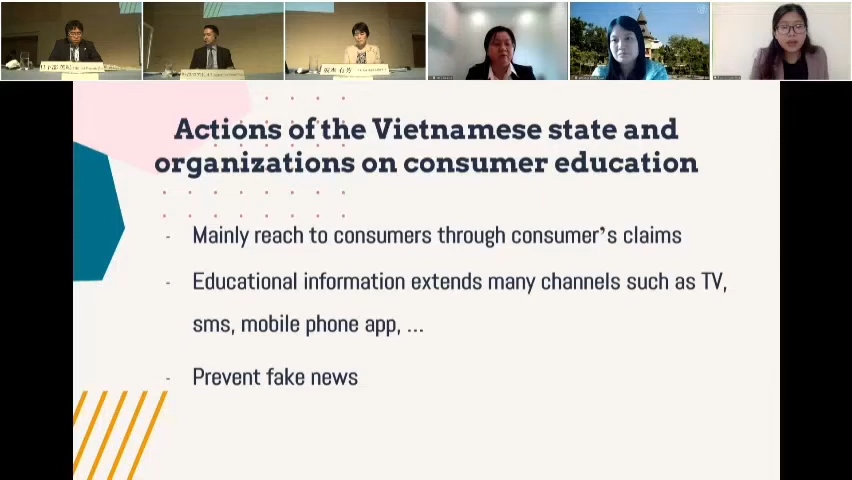 Actions of the Vietnamese state and
organizations on consumer education
- Mainly reach to consumers through consumer's claims
- Educational information extends many channels such as TV,
sms, mobile phone app, ...
- Prevent fake news